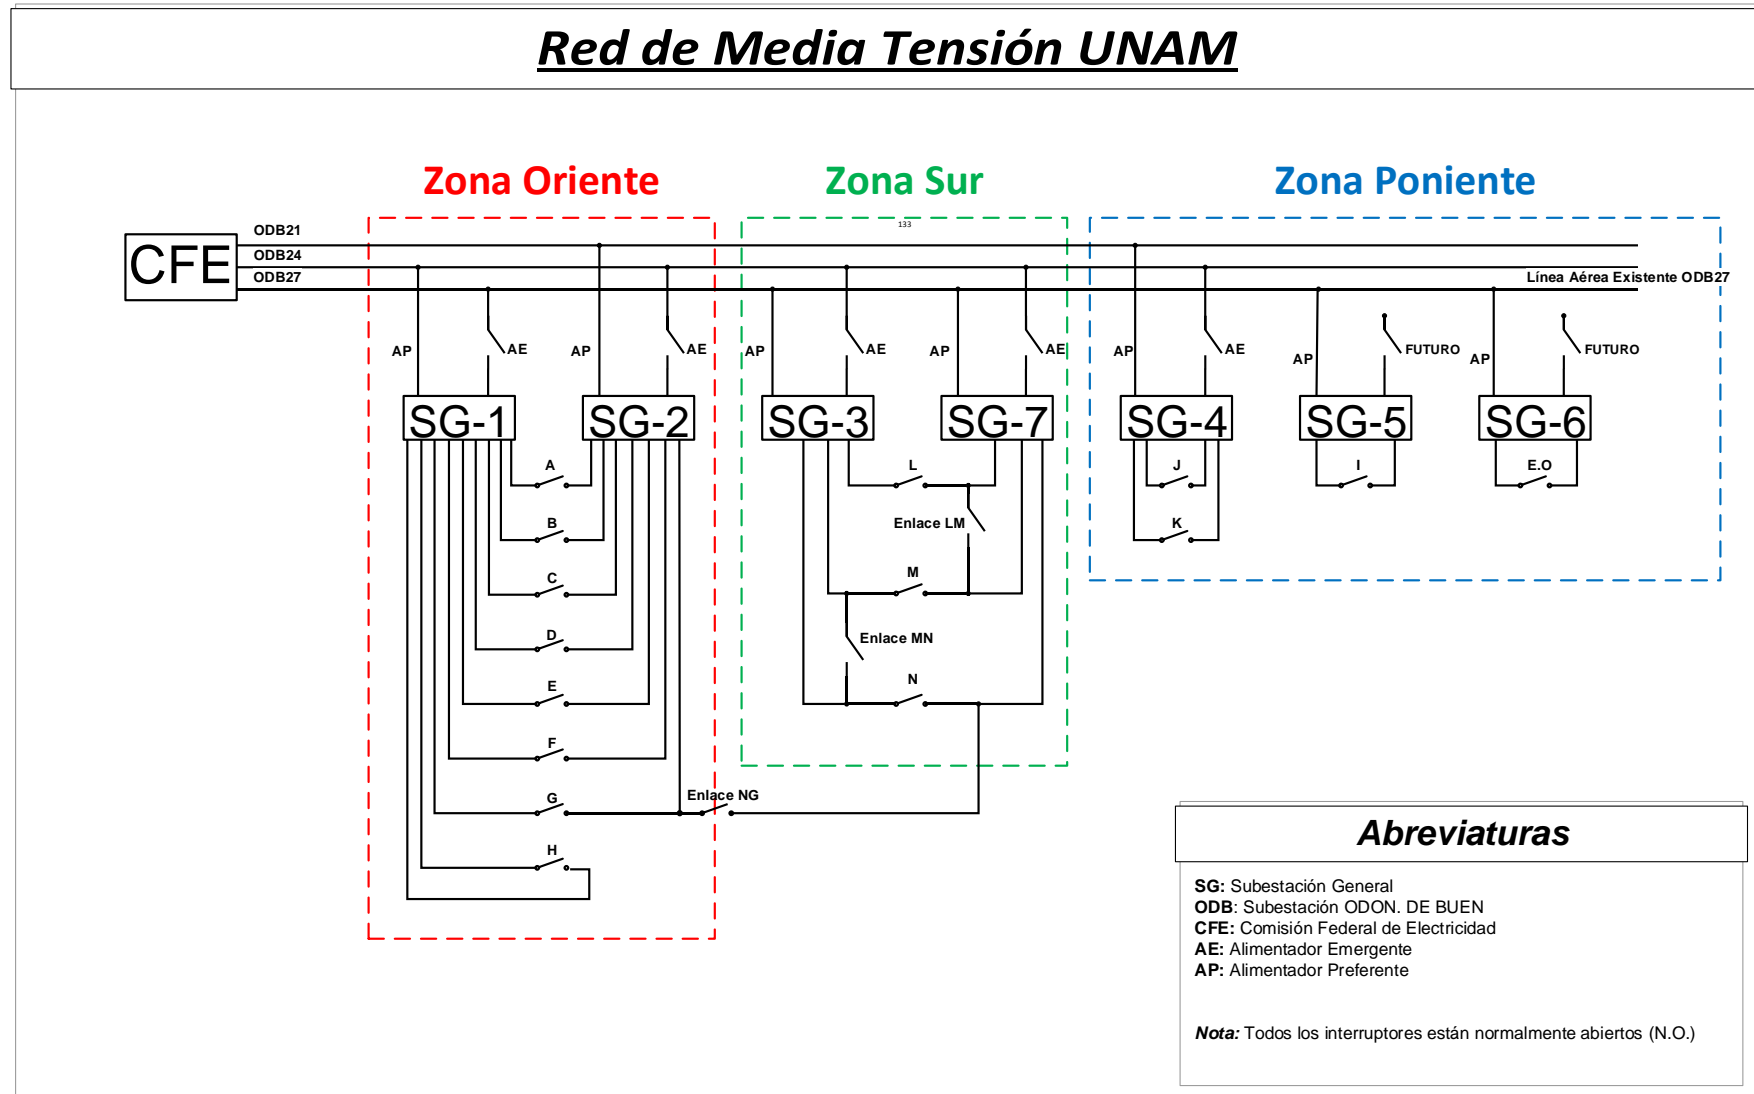 Red de Media Tensión UNAM
Zona Oriente
Zona Sur
Zona Poniente
133
CFE
ODB21
ODB24
ODB27
Línea Aérea Existente ODB27
AP
AE
AP
AE
AP
AE
AP
AE
AP
AE
AP
FUTURO
AP
FUTURO
SG-1
SG-2
SG-3
SG-7
SG-4
SG-5
SG-6
A
B
C
D
E
F
G
H
Enlace NG
L
Enlace LM
M
Enlace MN
N
J
K
I
E.O
Abreviaturas
SG: Subestación General
ODB: Subestación ODON. DE BUEN
CFE: Comisión Federal de Electricidad
AE: Alimentador Emergente
AP: Alimentador Preferente
Nota: Todos los interruptores están normalmente abiertos (N.O.)